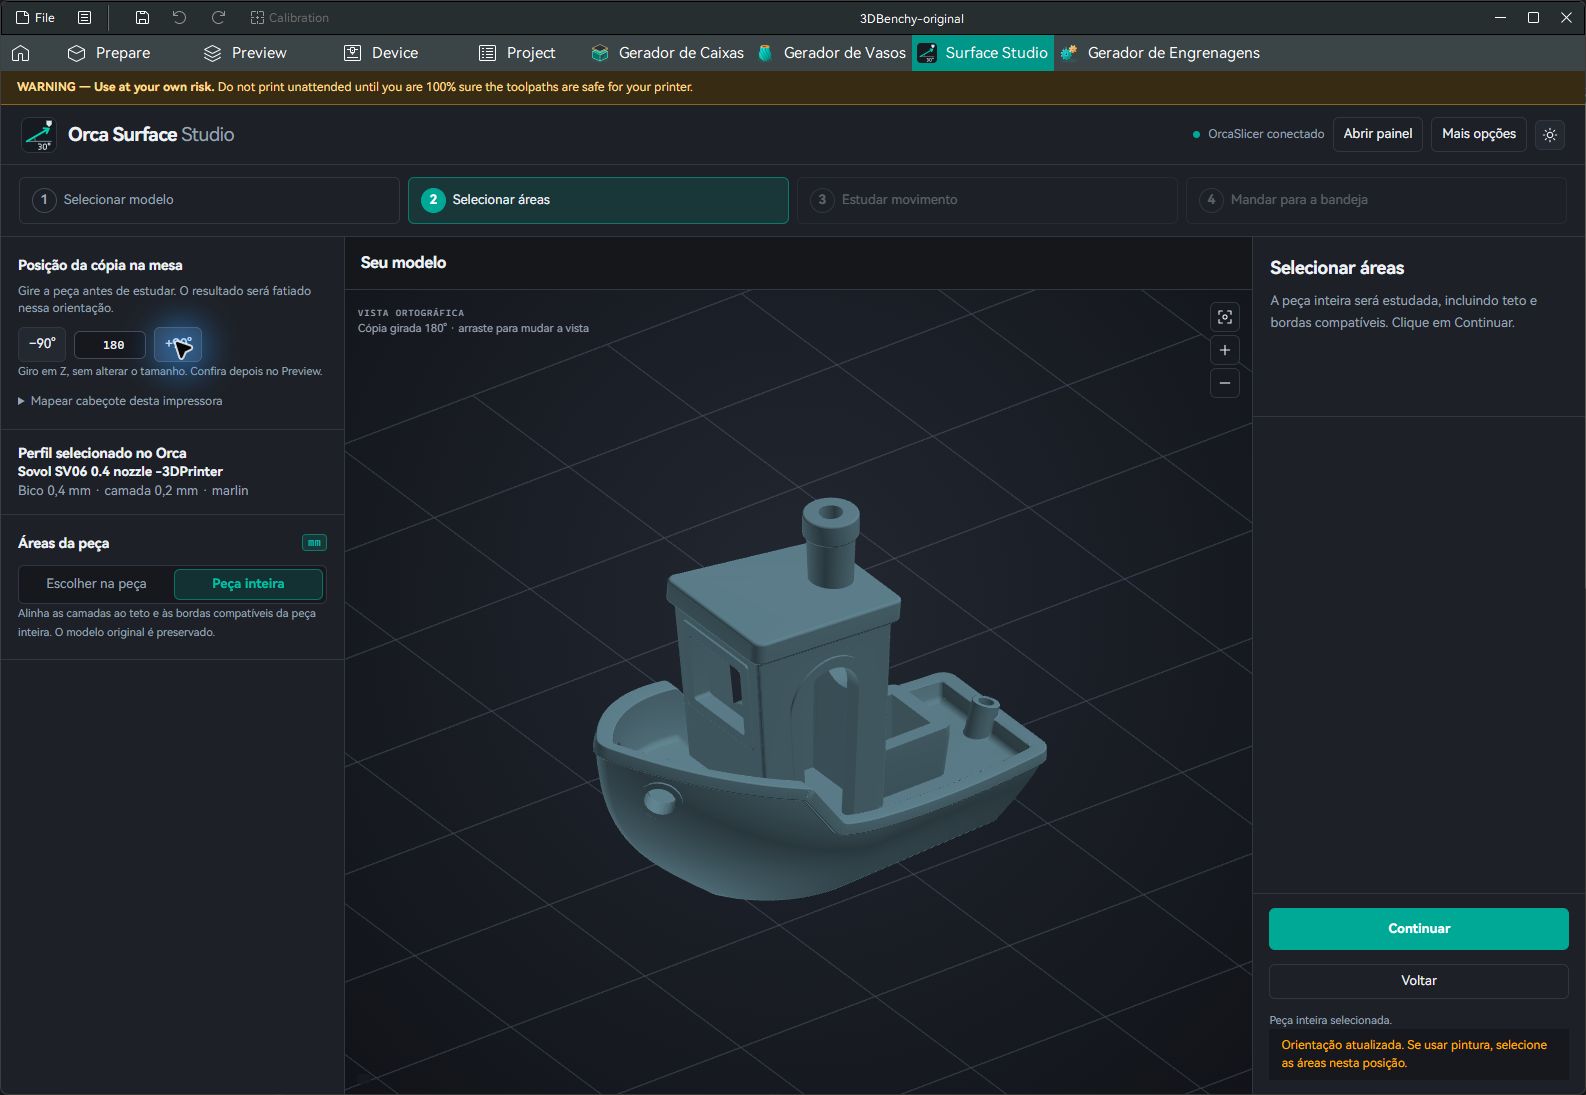 File
Calibration
3DBenchy-original
Prepare
Preview
Device
Project
Gerador de Caixas
Gerador de Vasos
Surface Studio
Gerador de Engrenagens
WARNING — Use at your own risk. Do not print unattended until you are 100% sure the toolpaths are safe for your printer.
30°
Orca Surface Studio
OrcaSlicer conectado
Abrir painel
Mais opções
1 Selecionar modelo
2 Selecionar áreas
3 Estudar movimento
4 Mandar para a bandeja
Posição da cópia na mesa
Gire a peça antes de estudar. O resultado será fatiado
nessa orientação.
−90°
180
Giro em Z, sem alterar o tamanho. Confira depois no Preview.
▶ Mapear cabeçote desta impressora
Perfil selecionado no Orca
Sovol SV06 0.4 nozzle -3DPrinter
Bico 0,4 mm · camada 0,2 mm · marlin
Áreas da peça
mm
Escolher na peça
Peça inteira
Alinha as camadas ao teto e às bordas compatíveis da peça
inteira. O modelo original é preservado.
Seu modelo
VISTA ORTOGRÁFICA
Cópia girada 180° · arraste para mudar a vista
Selecionar áreas
A peça inteira será estudada, incluindo teto e
bordas compatíveis. Clique em Continuar.
Continuar
Voltar
Peça inteira selecionada.
Orientação atualizada. Se usar pintura, selecione
as áreas nesta posição.